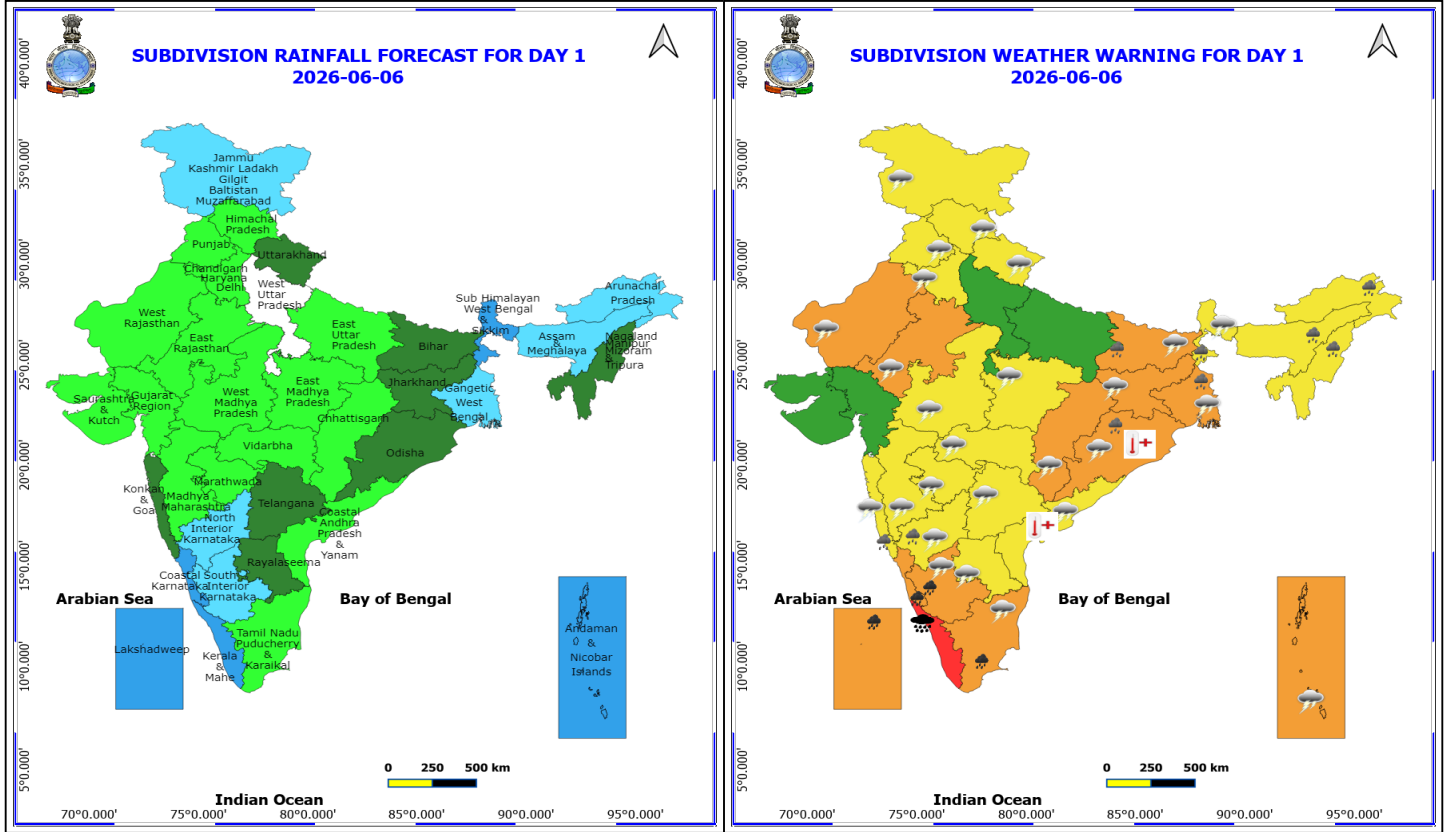 SUBDIVISION RAINFALL FORECAST FOR DAY 1
2026-06-06
40°0.000'
35°0.000'
30°0.000'
25°0.000'
20°0.000'
15°0.000'
10°0.000'
5°0.000'
Jammu
Kashmir Ladakh
Gilgit
Baltistan
Muzaffarabad
Himachal
Pradesh
Punjab
Uttarakhand
Chandigarh
Haryana
Delhi
West
Uttar
Pradesh
Arunachal
Pradesh
Sub Himalayan
West Bengal
&
Sikkim
West
Rajasthan
East
Rajasthan
East
Uttar
Pradesh
Bihar
Assam
&
Meghalaya
Nagaland
Manipur
Mizoram
&
Tripura
Jharkhand
Gangetic
West
Bengal
Saurashtra
&
Kutch
Gujarat
Region
West
Madhya
Pradesh
East
Madhya
Pradesh
Chhattisgarh
Vidarbha
Odisha
Konkan
&
Goa
Madhya
Maharashtra
Marathwada
Telangana
North
Interior
Karnataka
Coastal
Andhra
Pradesh
&
Yanam
Rayalaseema
Coastal
Karnataka
South
Interior
Karnataka
Arabian Sea
Bay of Bengal
Lakshadweep
Kerala
&
Mahe
Tamil Nadu
Puducherry
&
Karaikal
Andaman
&
Nicobar
Islands
0 250 500 km
Indian Ocean
70°0.000' 75°0.000' 80°0.000' 85°0.000' 90°0.000' 95°0.000'
SUBDIVISION WEATHER WARNING FOR DAY 1
2026-06-06
40°0.000'
35°0.000'
30°0.000'
25°0.000'
20°0.000'
15°0.000'
10°0.000'
5°0.000'
Arabian Sea
Bay of Bengal
0 250 500 km
Indian Ocean
70°0.000' 75°0.000' 80°0.000' 85°0.000' 90°0.000' 95°0.000'